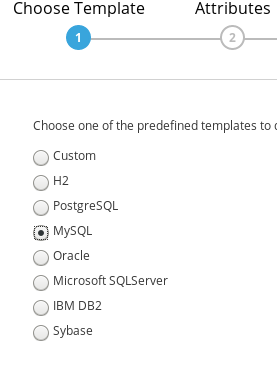 Choose Template Attributes
1 2
Choose one of the predefined templates to
Custom
H2
PostgreSQL
MySQL
Oracle
Microsoft SQLServer
IBM DB2
Sybase